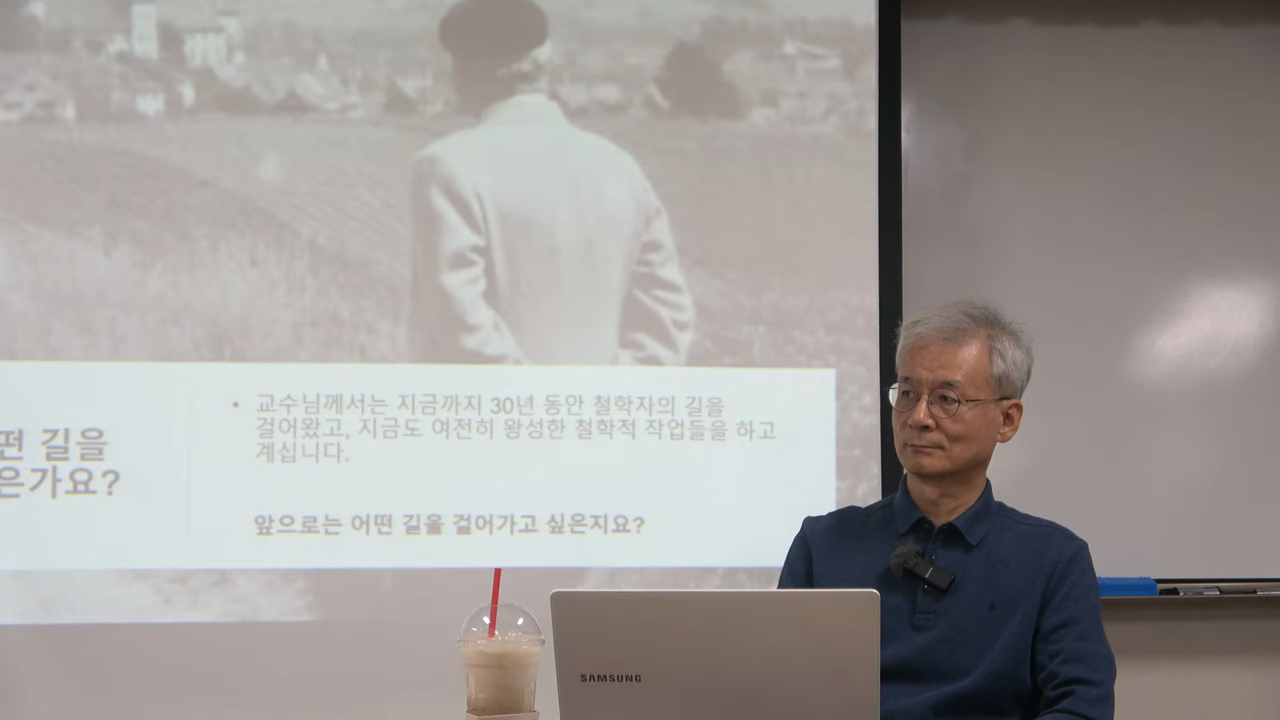 떤 길을
은가요?
• 교수님께서는 지금까지 30년 동안 철학자의 길을
걸어왔고, 지금도 여전히 왕성한 철학적 작업들을 하고
계십니다.
앞으로는 어떤 길을 걸어가고 싶은지요?
SAMSUNG